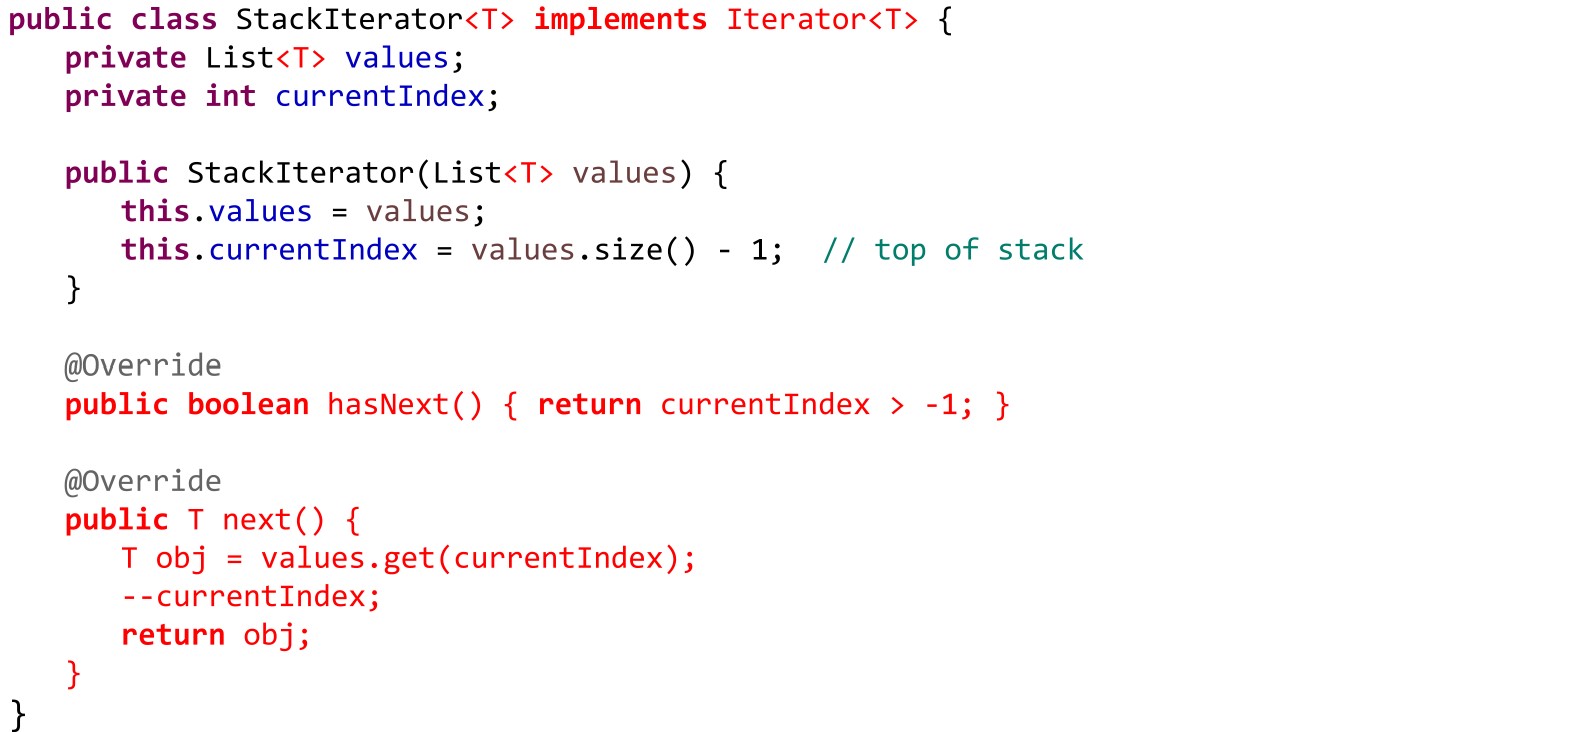 public class StackIterator<T> implements Iterator<T> {
private List<T> values;
private int currentIndex;
public StackIterator(List<T> values) {
this.values = values;
this.currentIndex = values.size() - 1;  // top of stack
}
@Override
public boolean hasNext() { return currentIndex > -1; }
@Override
public T next() {
T obj = values.get(currentIndex);
--currentIndex;
return obj;
}
}